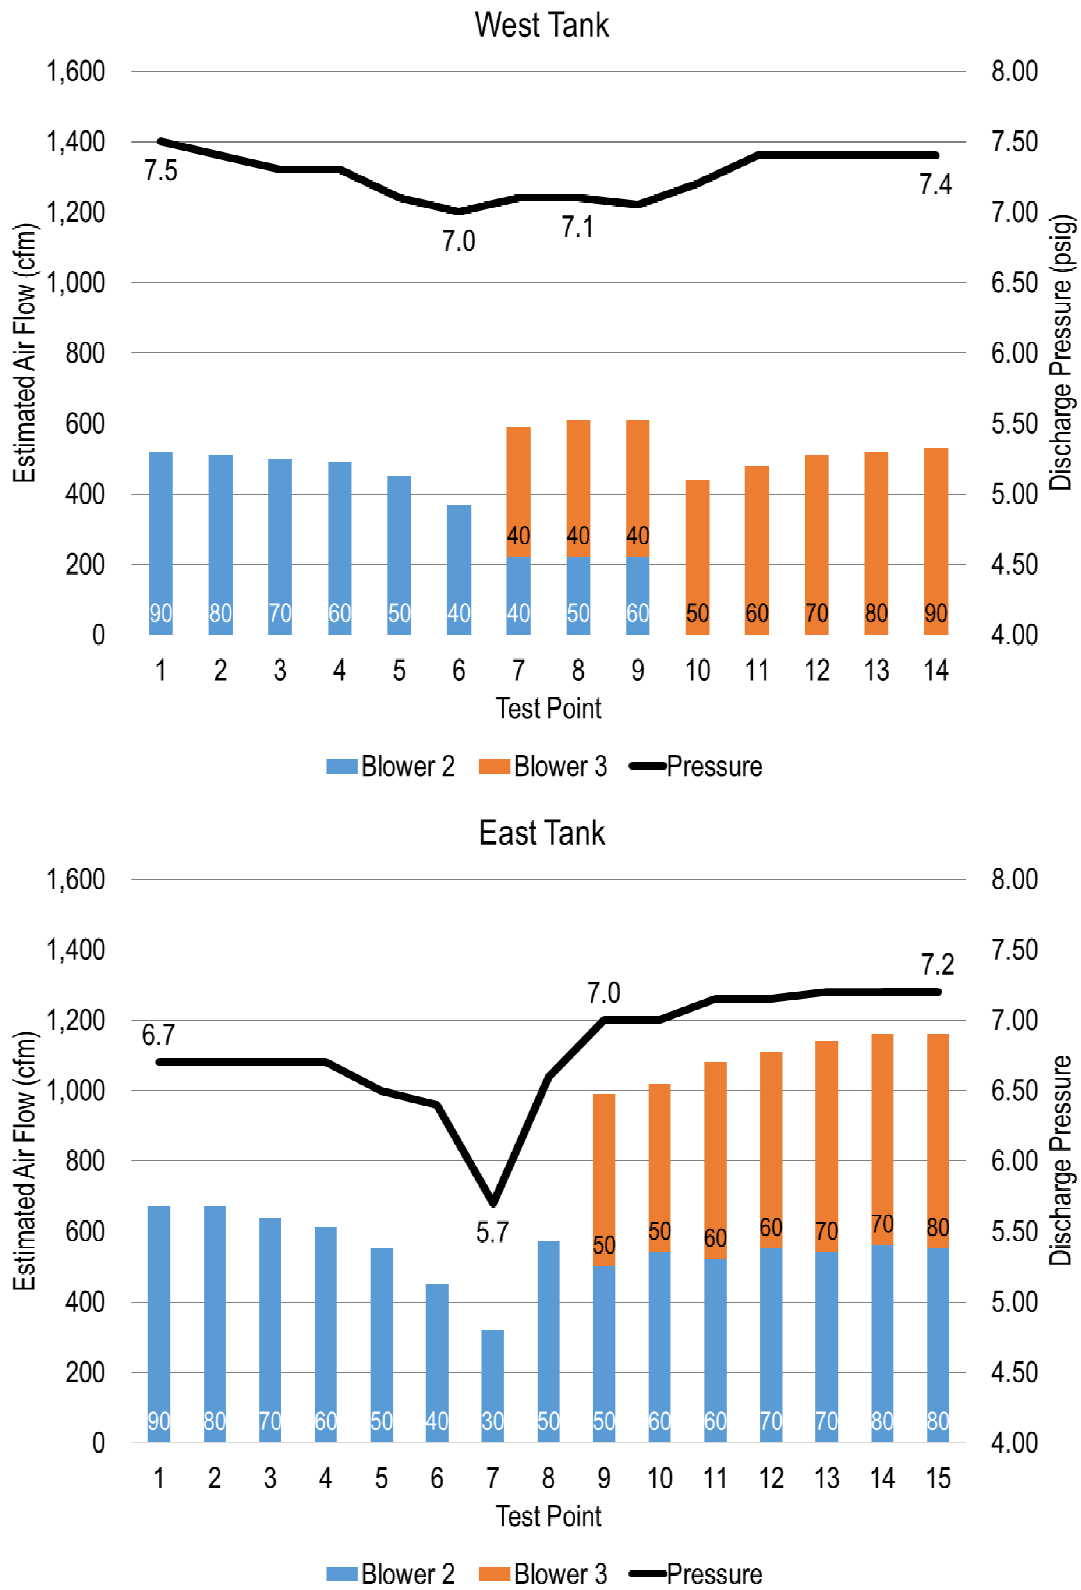 West Tank
1,600
1,400
1,200
1,000
800
600
400
200
0
Estimated Air Flow (cfm)
8.00
7.50
7.00
6.50
6.00
5.50
5.00
4.50
4.00
Discharge Pressure (psig)
7.5
7.0
7.1
7.4
40 40 40
90 80 70 60 50 40 40 50 60 50 60 70 80 90
1 2 3 4 5 6 7 8 9 10 11 12 13 14
Test Point
Blower 2 Blower 3 Pressure
East Tank
1,600
1,400
1,200
1,000
800
600
400
200
0
Estimated Air Flow (cfm)
8.00
7.50
7.00
6.50
6.00
5.50
5.00
4.50
4.00
Discharge Pressure
6.7
5.7
7.0
7.2
50 50 60 60 70 70 80
90 80 70 60 50 40 30 50 50 60 60 70 70 80 80
1 2 3 4 5 6 7 8 9 10 11 12 13 14 15
Test Point
Blower 2 Blower 3 Pressure